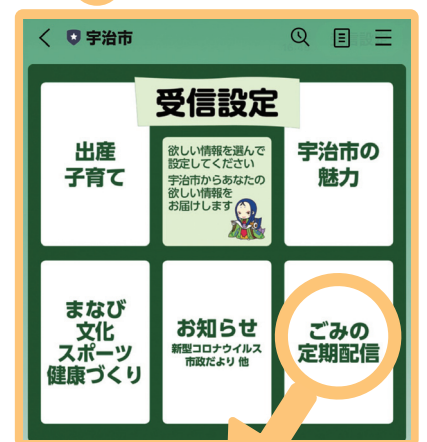 宇治市
受信設定
出産
子育て
欲しい情報を選んで
設定してください
宇治市からあなたの
欲しい情報を
お届けします
宇治市の
魅力
まなび
文化
スポーツ
健康づくり
お知らせ
新型コロナウイルス
市政だより 他
ごみの
定期配信